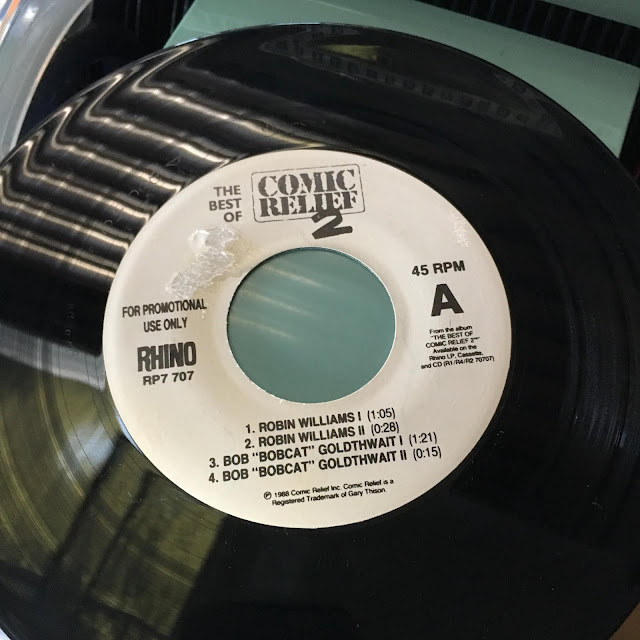 THE
BEST
OF
COMIC
RELIEF
2
FOR PROMOTIONAL
USE ONLY
RHINO
RP7 707
45 RPM
A
From the album
"THE BEST OF
COMIC RELIEF 2"
Available on the
Rhino LP, Cassette,
and CD (R1/R4/R2 70707)
1. ROBIN WILLIAMS I (1:05)
2. ROBIN WILLIAMS II (0:28)
3. BOB "BOBCAT" GOLDTHWAIT I (1:21)
4. BOB "BOBCAT" GOLDTHWAIT II (0:15)
℗ 1988 Comic Relief Inc. Comic Relief is a
Registered Trademark of Gary Thison.